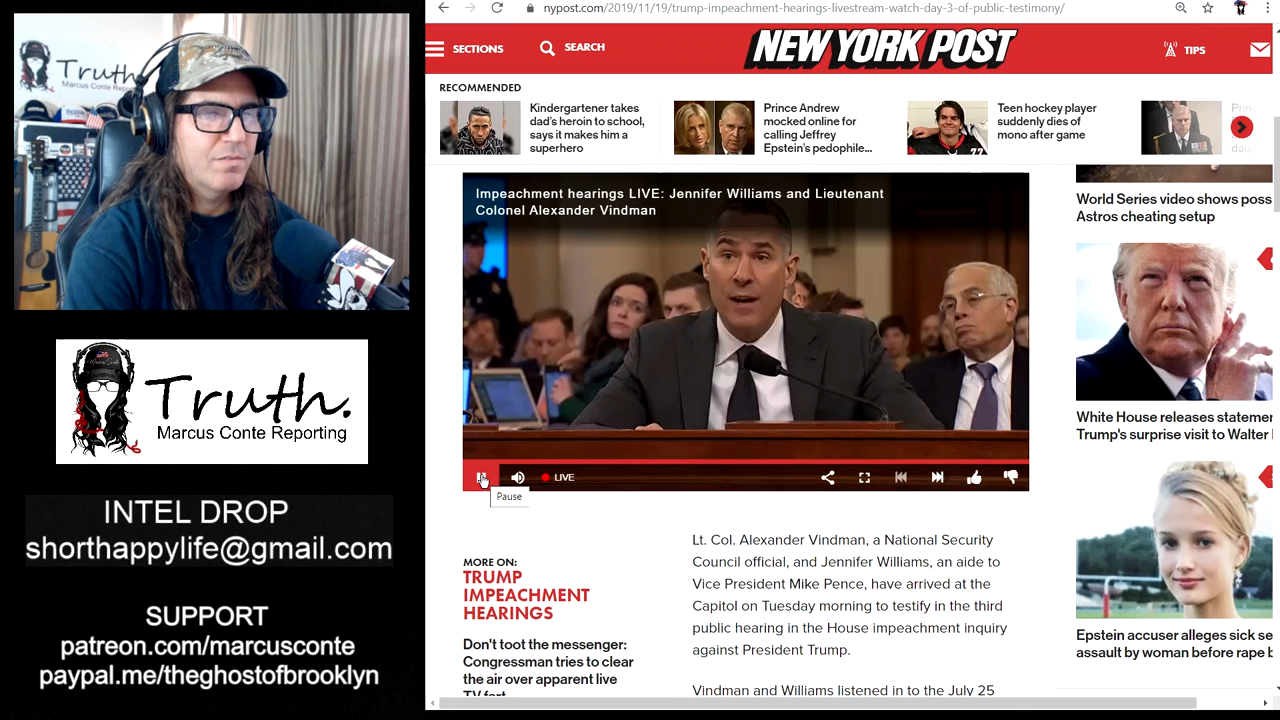 nypost.com/2019/11/19/trump-impeachment-hearings-livestream-watch-day-3-of-public-testimony/
SECTIONS
SEARCH
NEW YORK POST
TIPS
RECOMMENDED
Kindergartener takes
dad's heroin to school,
says it makes him a
superhero
Prince Andrew
mocked online for
calling Jeffrey
Epstein's pedophile...
Teen hockey player
suddenly dies of
mono after game
Truth.
Marcus Conte Reporting
Impeachment hearings LIVE: Jennifer Williams and Lieutenant
Colonel Alexander Vindman
LIVE
Pause
World Series video shows poss
Astros cheating setup
White House releases statemen
Trump's surprise visit to Walter
Epstein accuser alleges sick se
assault by woman before rape b
Truth.
Marcus Conte Reporting
INTEL DROP
shorthappylife@gmail.com
SUPPORT
patreon.com/marcusconte
paypal.me/theghostofbrooklyn
MORE ON:
TRUMP
IMPEACHMENT
HEARINGS
Don't toot the messenger:
Congressman tries to clear
the air over apparent live
TV fart
Lt. Col. Alexander Vindman, a National Security
Council official, and Jennifer Williams, an aide to
Vice President Mike Pence, have arrived at the
Capitol on Tuesday morning to testify in the third
public hearing in the House impeachment inquiry
against President Trump.
Vindman and Williams listened in to the July 25